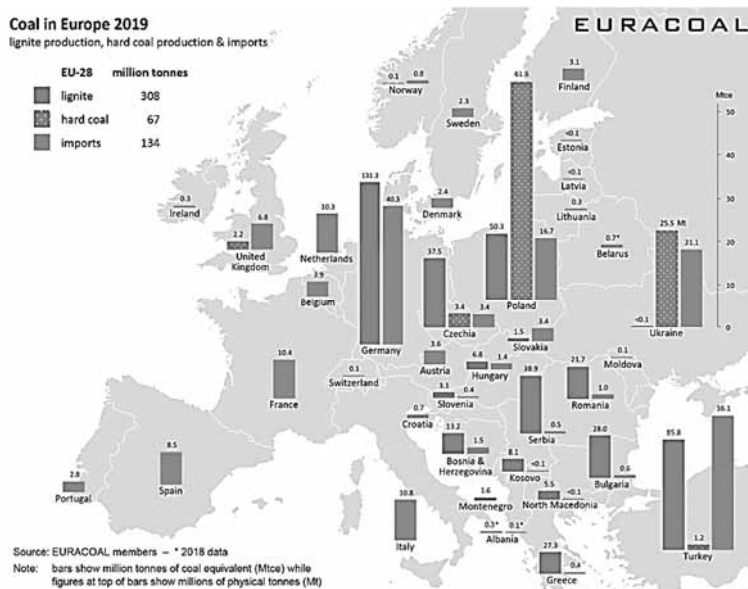 Coal in Europe 2019
lignite production, hard coal production & imports
EURACOAL
EU-28 million tonnes
lignite 308
hard coal 67
imports 134
Mtce
50
40
30
20
10
0
0.1 0.8
Norway
2.3
Sweden
3.1
Finland
<0.1
Estonia
<0.1
Latvia
0.3
Lithuania
0.7*
Belarus
0.3
Ireland
2.2 6.8
United
Kingdom
10.3
Netherlands
3.9
Belgium
131.3 40.3
Germany
2.4
Denmark
50.3 61.6 16.7
Poland
37.5 3.4 3.4
Czechia
1.5 3.4
Slovakia
<0.1 25.5 Mt 21.1
Ukraine
3.6
Austria
6.8 1.4
Hungary
0.1
Moldova
10.4
France
0.1
Switzerland
3.1 0.4
Slovenia
0.7
Croatia
38.9 0.5
Serbia
21.7 1.0
Romania
13.2 1.5
Bosnia &
Herzegovina
8.1 <0.1
Kosovo
28.0 0.6
Bulgaria
2.8
Portugal
8.5
Spain
10.8
Italy
1.6
Montenegro
5.5 <0.1
North Macedonia
0.3* 0.1*
Albania
27.3 0.4
Greece
85.8 1.2 36.1
Turkey
Source: EURACOAL members – * 2018 data
Note: bars show million tonnes of coal equivalent (Mtce) while
figures at top of bars show millions of physical tonnes (Mt)